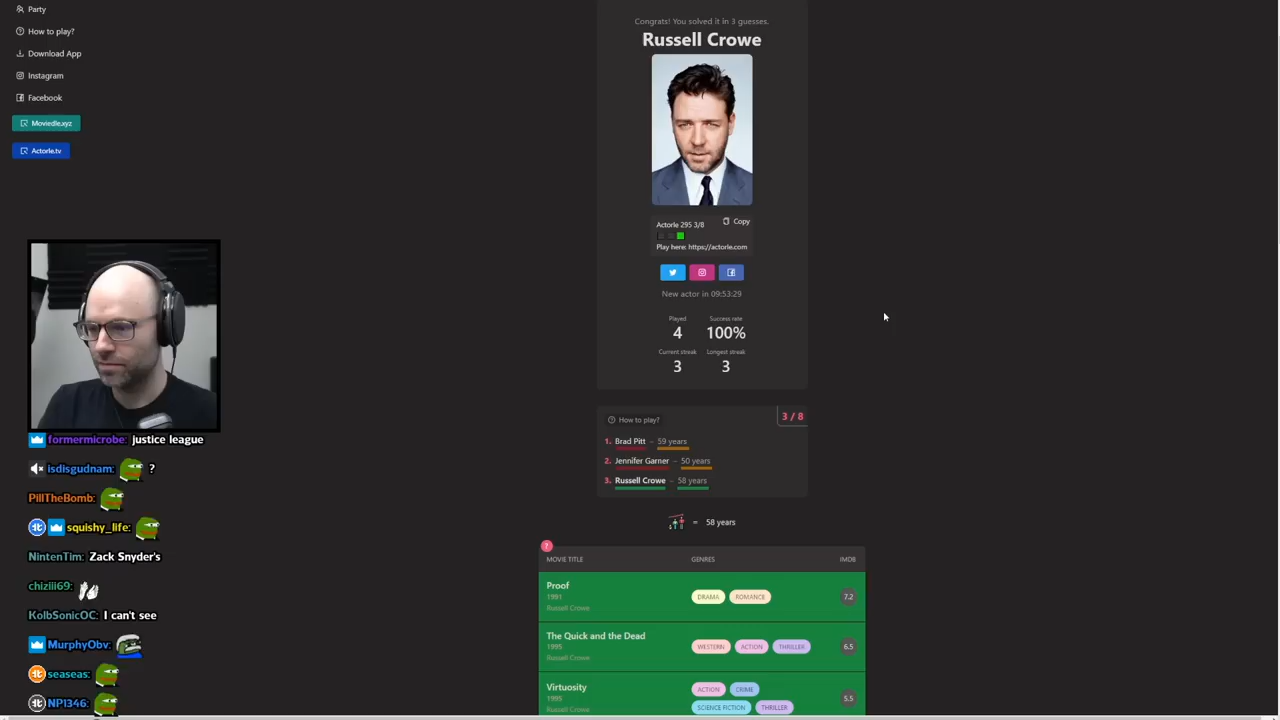 Party
How to play?
Download App
Instagram
Facebook
Moviedle.xyz
Actorle.tv
Congrats! You solved it in 3 guesses.
Russell Crowe
Actorle 295 3/8
Copy
Play here: https://actorle.com
New actor in 09:53:29
Played
Success rate
4
100%
Current streak
Longest streak
3
3
How to play?
3 / 8
1. Brad Pitt – 59 years
2. Jennifer Garner – 50 years
3. Russell Crowe – 58 years
= 58 years
?
MOVIE TITLE GENRES IMDB
Proof
1991
Russell Crowe
DRAMA ROMANCE
7.2
The Quick and the Dead
1995
Russell Crowe
WESTERN ACTION THRILLER
6.5
Virtuosity
1995
Russell Crowe
ACTION CRIME
SCIENCE FICTION THRILLER
5.5
formermicrobe: justice league
isdisgudnam: ?
PillTheBomb:
squishy_life:
NintenTim: Zack Snyder's
chiziii69:
KolbSonicOC: I can't see
MurphyObv:
seaseas:
NP1346: